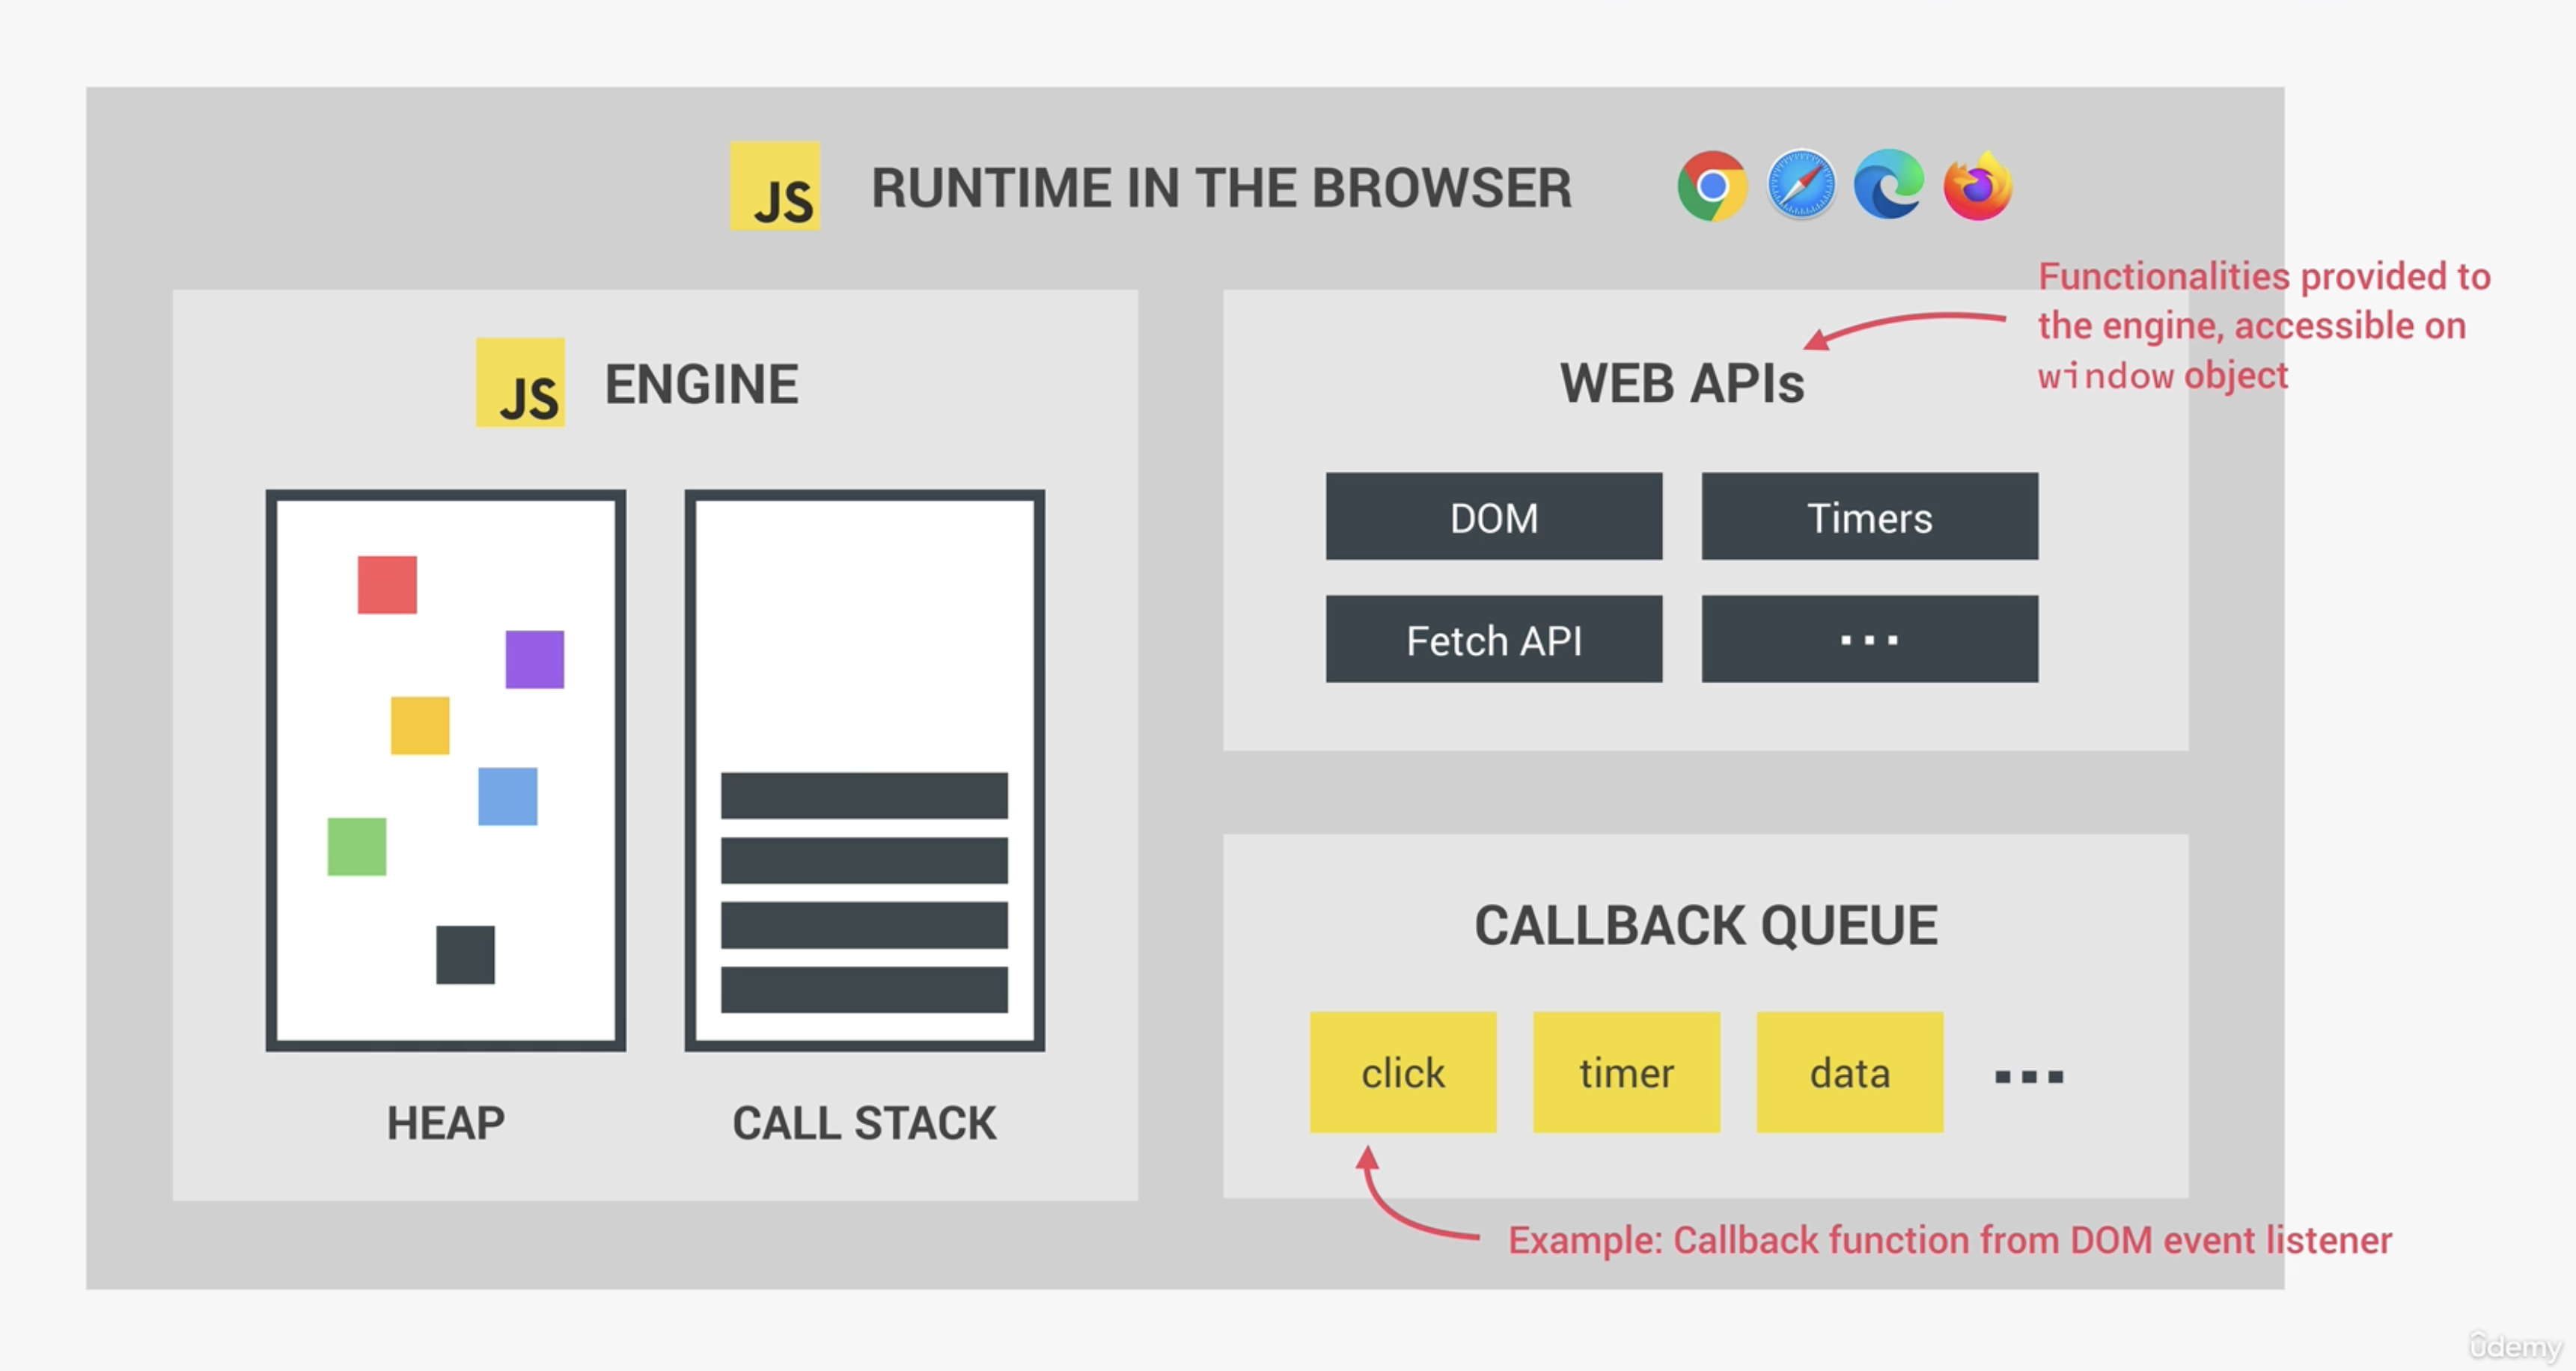 JS RUNTIME IN THE BROWSER
Functionalities provided to
the engine, accessible on
window object
JS ENGINE
HEAP
CALL STACK
WEB APIs
DOM
Timers
Fetch API
...
CALLBACK QUEUE
click
timer
data
...
Example: Callback function from DOM event listener
ûdemy